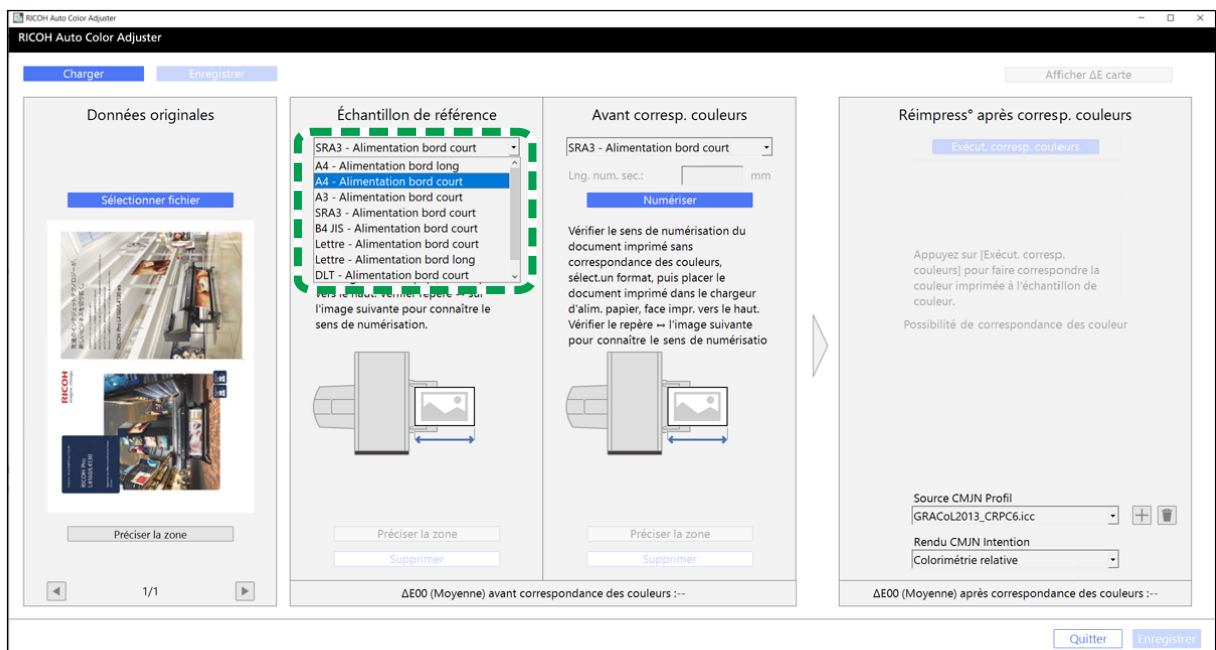 RICOH Auto Color Adjuster
RICOH Auto Color Adjuster
Charger
Enregistrer
Afficher ΔE carte
Données originales
Sélectionner fichier
RICOH
imagine. change.
RICOH Pro
L4160/L4130
Préciser la zone
1/1
Échantillon de référence
SRA3 - Alimentation bord court
A4 - Alimentation bord long
A4 - Alimentation bord court
A3 - Alimentation bord court
SRA3 - Alimentation bord court
B4 JIS - Alimentation bord court
Lettre - Alimentation bord court
Lettre - Alimentation bord long
DLT - Alimentation bord court
vers le haut. Vérifier repère ↔ sur
l'image suivante pour connaître le
sens de numérisation.
Préciser la zone
Supprimer
Avant corresp. couleurs
SRA3 - Alimentation bord court
Lng. num. sec.:
mm
Numériser
Vérifier le sens de numérisation du
document imprimé sans
correspondance des couleurs,
sélect.un format, puis placer le
document imprimé dans le chargeur
d'alim. papier, face impr. vers le haut.
Vérifier le repère ↔ l'image suivante
pour connaître le sens de numérisatio
Préciser la zone
Supprimer
ΔE00 (Moyenne) avant correspondance des couleurs :--
Réimpress° après corresp. couleurs
Exécut. corresp. couleurs
Appuyez sur [Exécut. corresp.
couleurs] pour faire correspondre la
couleur imprimée à l'échantillon de
couleur.
Possibilité de correspondance des couleur
Source CMJN Profil
GRACoL2013_CRPC6.icc
Rendu CMJN Intention
Colorimétrie relative
ΔE00 (Moyenne) après correspondance des couleurs :--
Quitter
Enregistrer